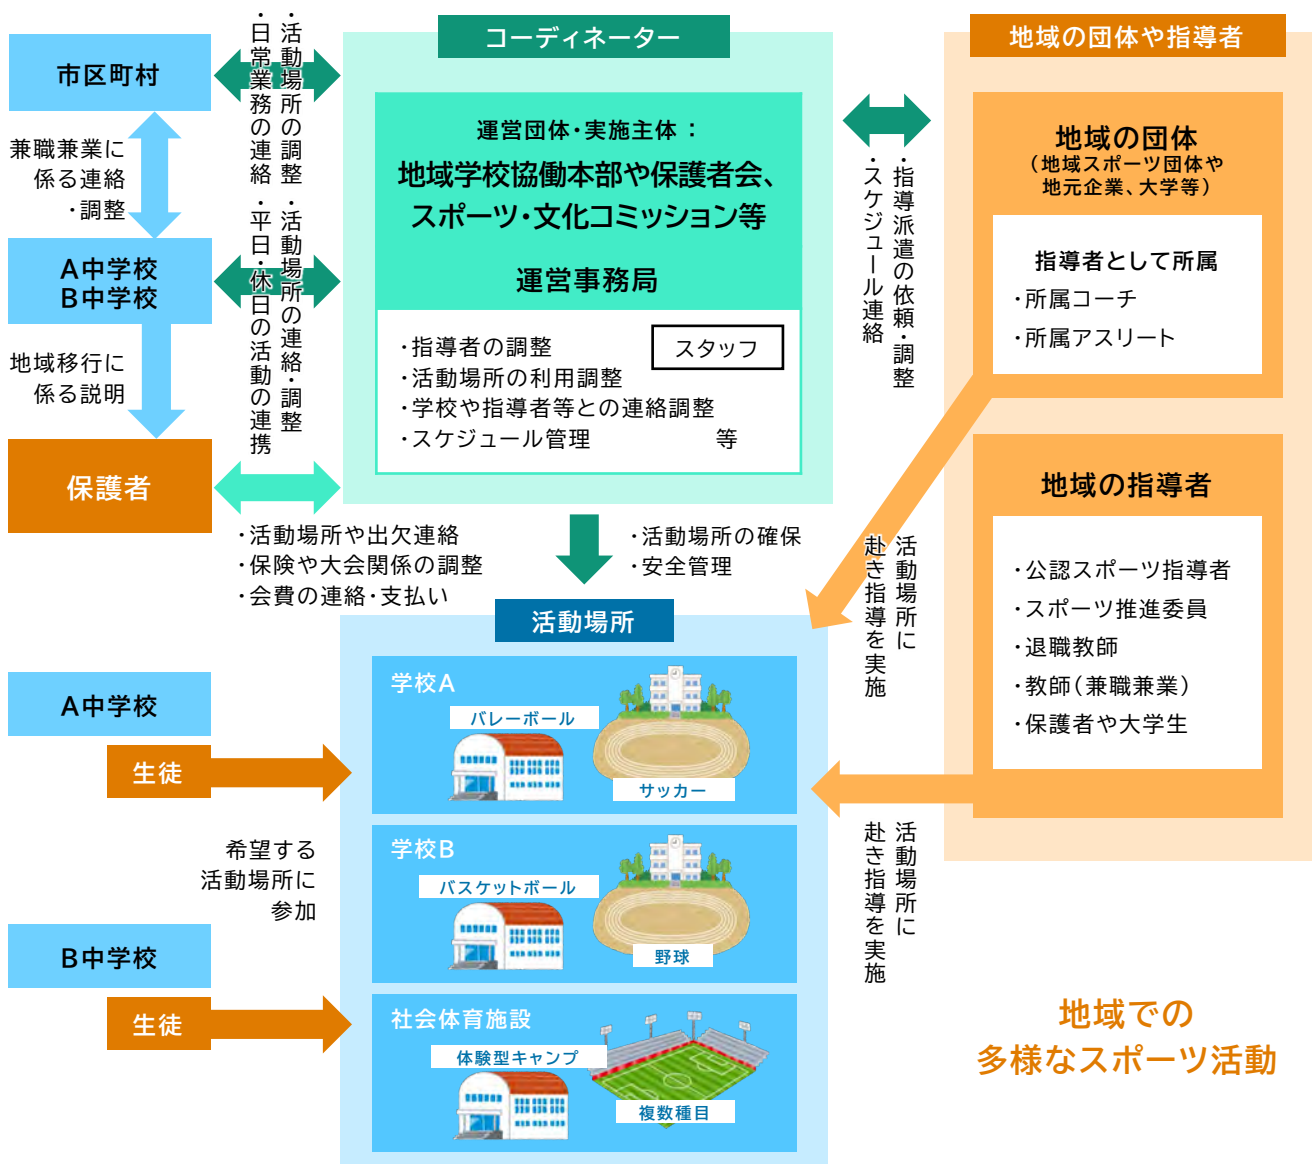 市区町村
兼職兼業に
係る連絡
・調整
A中学校
B中学校
地域移行に
係る説明
保護者
・活動場所の調整
・日常業務の連絡
・活動場所の連絡・調整
・平日・休日の活動の連携
・活動場所や出欠連絡
・保険や大会関係の調整
・会費の連絡・支払い
コーディネーター
運営団体・実施主体：
地域学校協働本部や保護者会、
スポーツ・文化コミッション等
運営事務局
スタッフ
・指導者の調整
・活動場所の利用調整
・学校や指導者等との連絡調整
・スケジュール管理 等
・活動場所の確保
・安全管理
・指導派遣の依頼・調整
・スケジュール連絡
地域の団体や指導者
地域の団体
（地域スポーツ団体や
地元企業、大学等）
指導者として所属
・所属コーチ
・所属アスリート
地域の指導者
・公認スポーツ指導者
・スポーツ推進委員
・退職教師
・教師（兼職兼業）
・保護者や大学生
活動場所に
赴き指導を実施
活動場所に
赴き指導を実施
活動場所
学校A
バレーボール
サッカー
学校B
バスケットボール
野球
社会体育施設
体験型キャンプ
複数種目
A中学校
生徒
希望する
活動場所に
参加
B中学校
生徒
地域での
多様なスポーツ活動